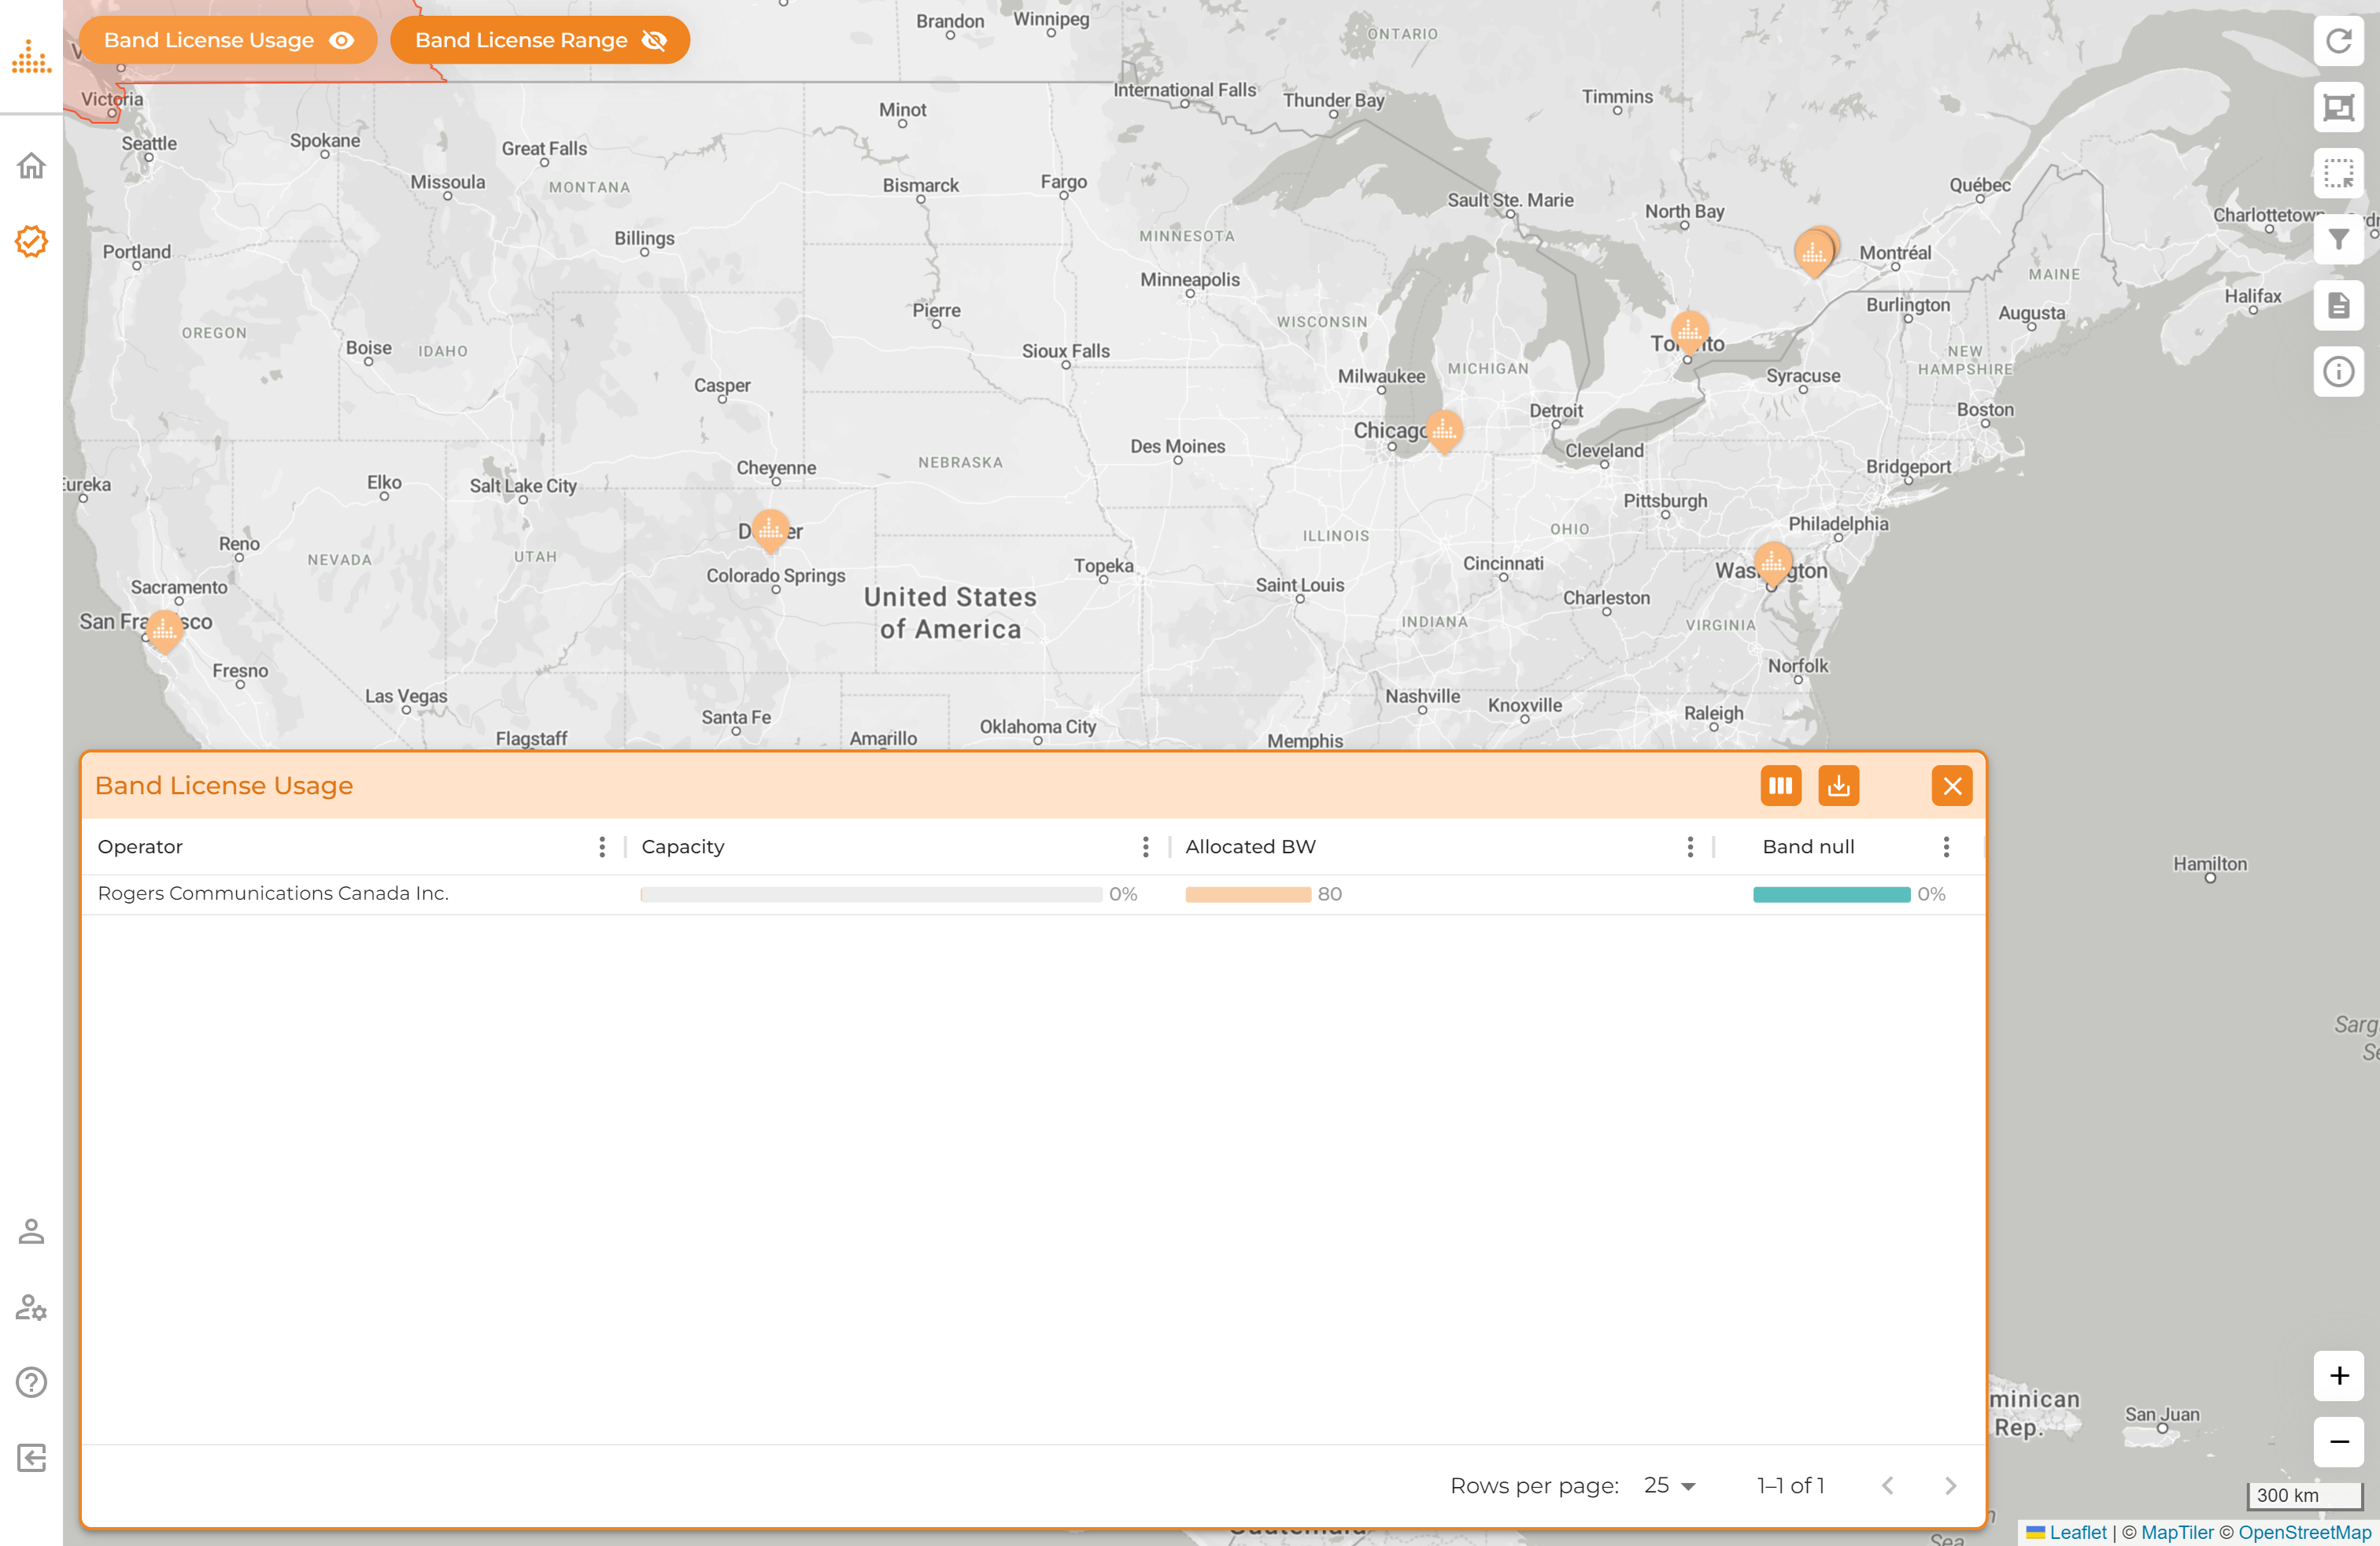 Band License Usage
Band License Range
Brandon
Winnipeg
ONTARIO
Victoria
International Falls
Thunder Bay
Timmins
Minot
Seattle
Spokane
Great Falls
Missoula
MONTANA
Bismarck
Fargo
Sault Ste. Marie
North Bay
Québec
Charlottetown
Billings
MINNESOTA
Portland
Montréal
MAINE
Minneapolis
Halifax
Pierre
WISCONSIN
Burlington
Augusta
OREGON
Boise
IDAHO
Sioux Falls
Toronto
NEW
HAMPSHIRE
Casper
Milwaukee
MICHIGAN
Syracuse
Detroit
Boston
Chicago
Des Moines
Cleveland
NEBRASKA
Cheyenne
Bridgeport
Eureka
Elko
Salt Lake City
Pittsburgh
Philadelphia
Denver
ILLINOIS
OHIO
Reno
NEVADA
UTAH
Topeka
Cincinnati
Washington
Colorado Springs
Sacramento
Saint Louis
United States
of America
Charleston
San Francisco
INDIANA
VIRGINIA
Fresno
Norfolk
Las Vegas
Nashville
Knoxville
Santa Fe
Raleigh
Flagstaff
Amarillo
Oklahoma City
Memphis
Band License Usage
Operator
Capacity
Allocated BW
Band null
Rogers Communications Canada Inc.
0%
80
0%
Hamilton
Sarg
Se
minican
Rep.
San Juan
Rows per page:
25
1–1 of 1
300 km
Guatemala
Sea
Leaflet | © MapTiler © OpenStreetMap